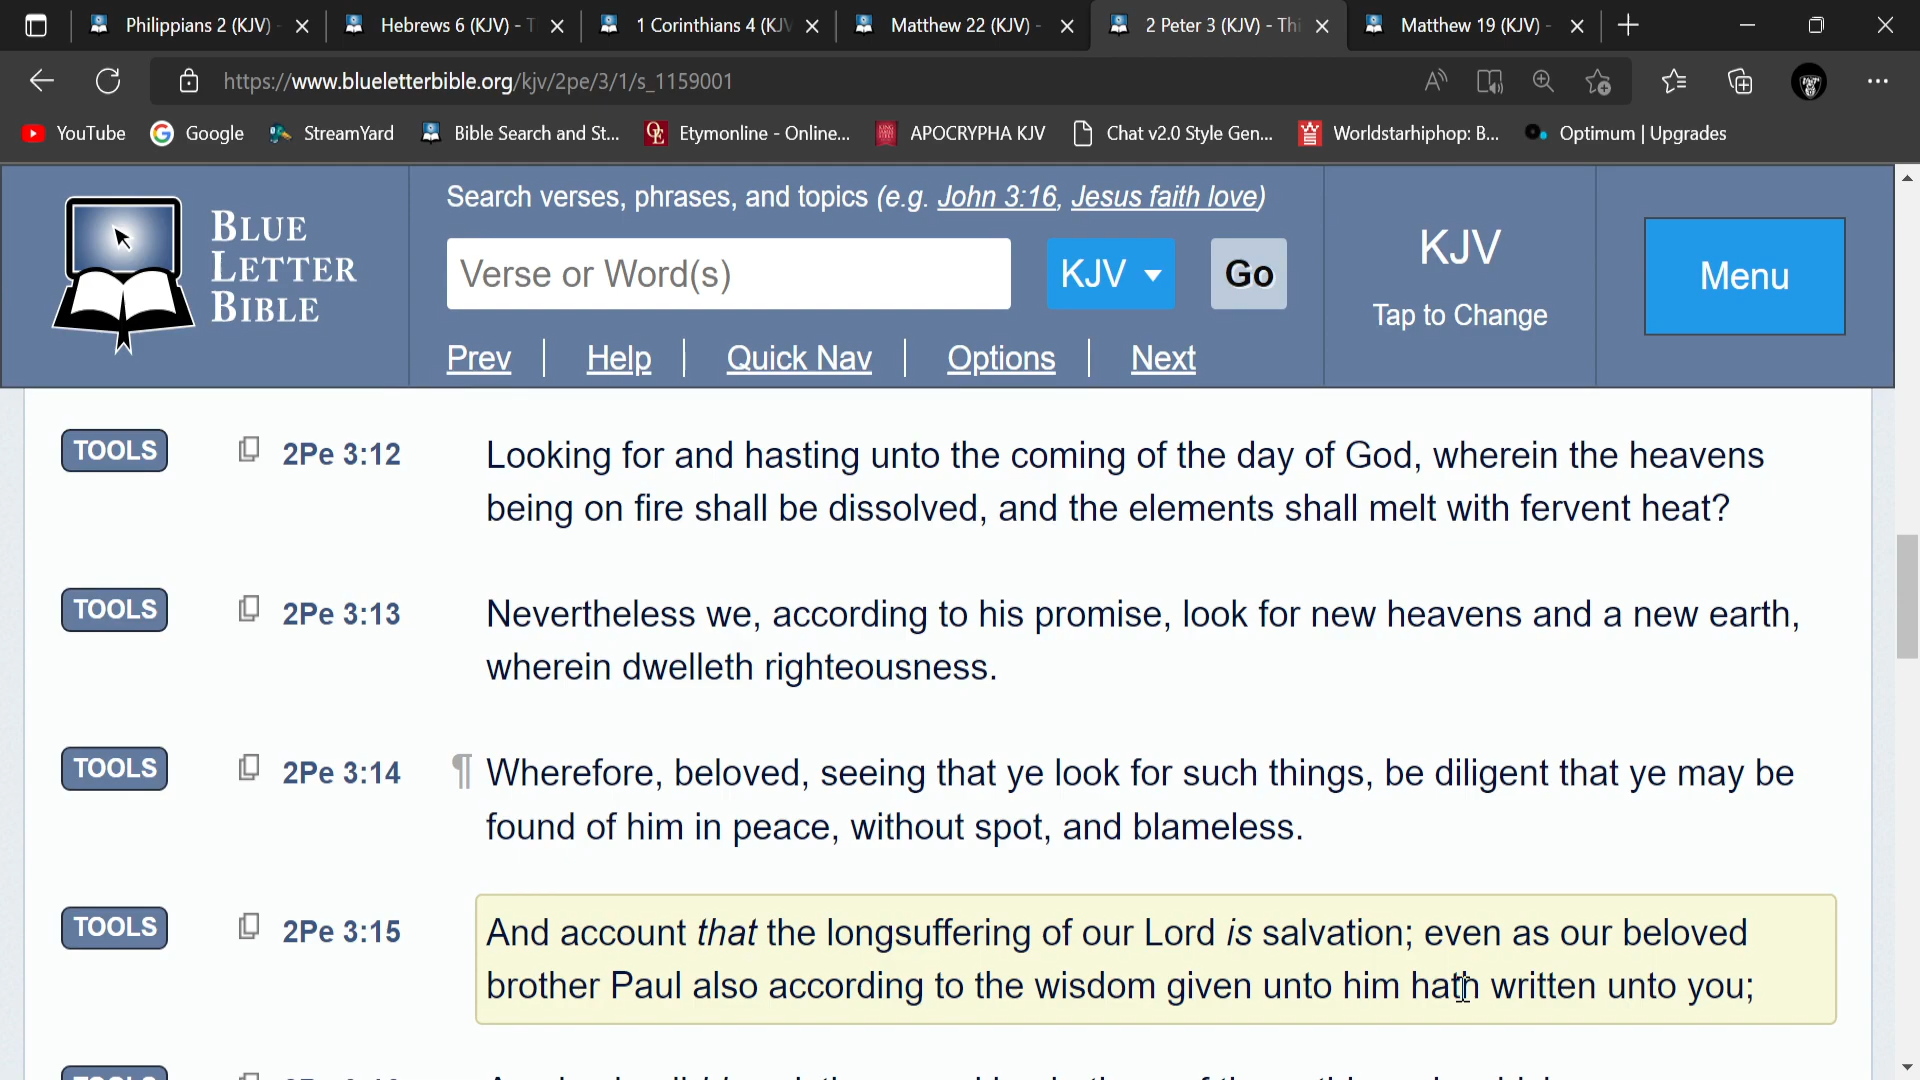 Philippians 2 (KJV) -
Hebrews 6 (KJV) - T
1 Corinthians 4 (KJV
Matthew 22 (KJV) -
2 Peter 3 (KJV) - Thi
Matthew 19 (KJV) -
https://www.blueletterbible.org/kjv/2pe/3/1/s_1159001
YouTube
Google
StreamYard
Bible Search and St...
Etymonline - Online...
APOCRYPHA KJV
Chat v2.0 Style Gen...
Worldstarhiphop: B...
Optimum | Upgrades
BLUE
LETTER
BIBLE
Search verses, phrases, and topics (e.g. John 3:16, Jesus faith love)
Verse or Word(s)
KJV
Go
Prev | Help | Quick Nav | Options | Next
KJV
Tap to Change
Menu
TOOLS 2Pe 3:12 Looking for and hasting unto the coming of the day of God, wherein the heavens
being on fire shall be dissolved, and the elements shall melt with fervent heat?
TOOLS 2Pe 3:13 Nevertheless we, according to his promise, look for new heavens and a new earth,
wherein dwelleth righteousness.
TOOLS 2Pe 3:14 ¶ Wherefore, beloved, seeing that ye look for such things, be diligent that ye may be
found of him in peace, without spot, and blameless.
TOOLS 2Pe 3:15 And account that the longsuffering of our Lord is salvation; even as our beloved
brother Paul also according to the wisdom given unto him hath written unto you;